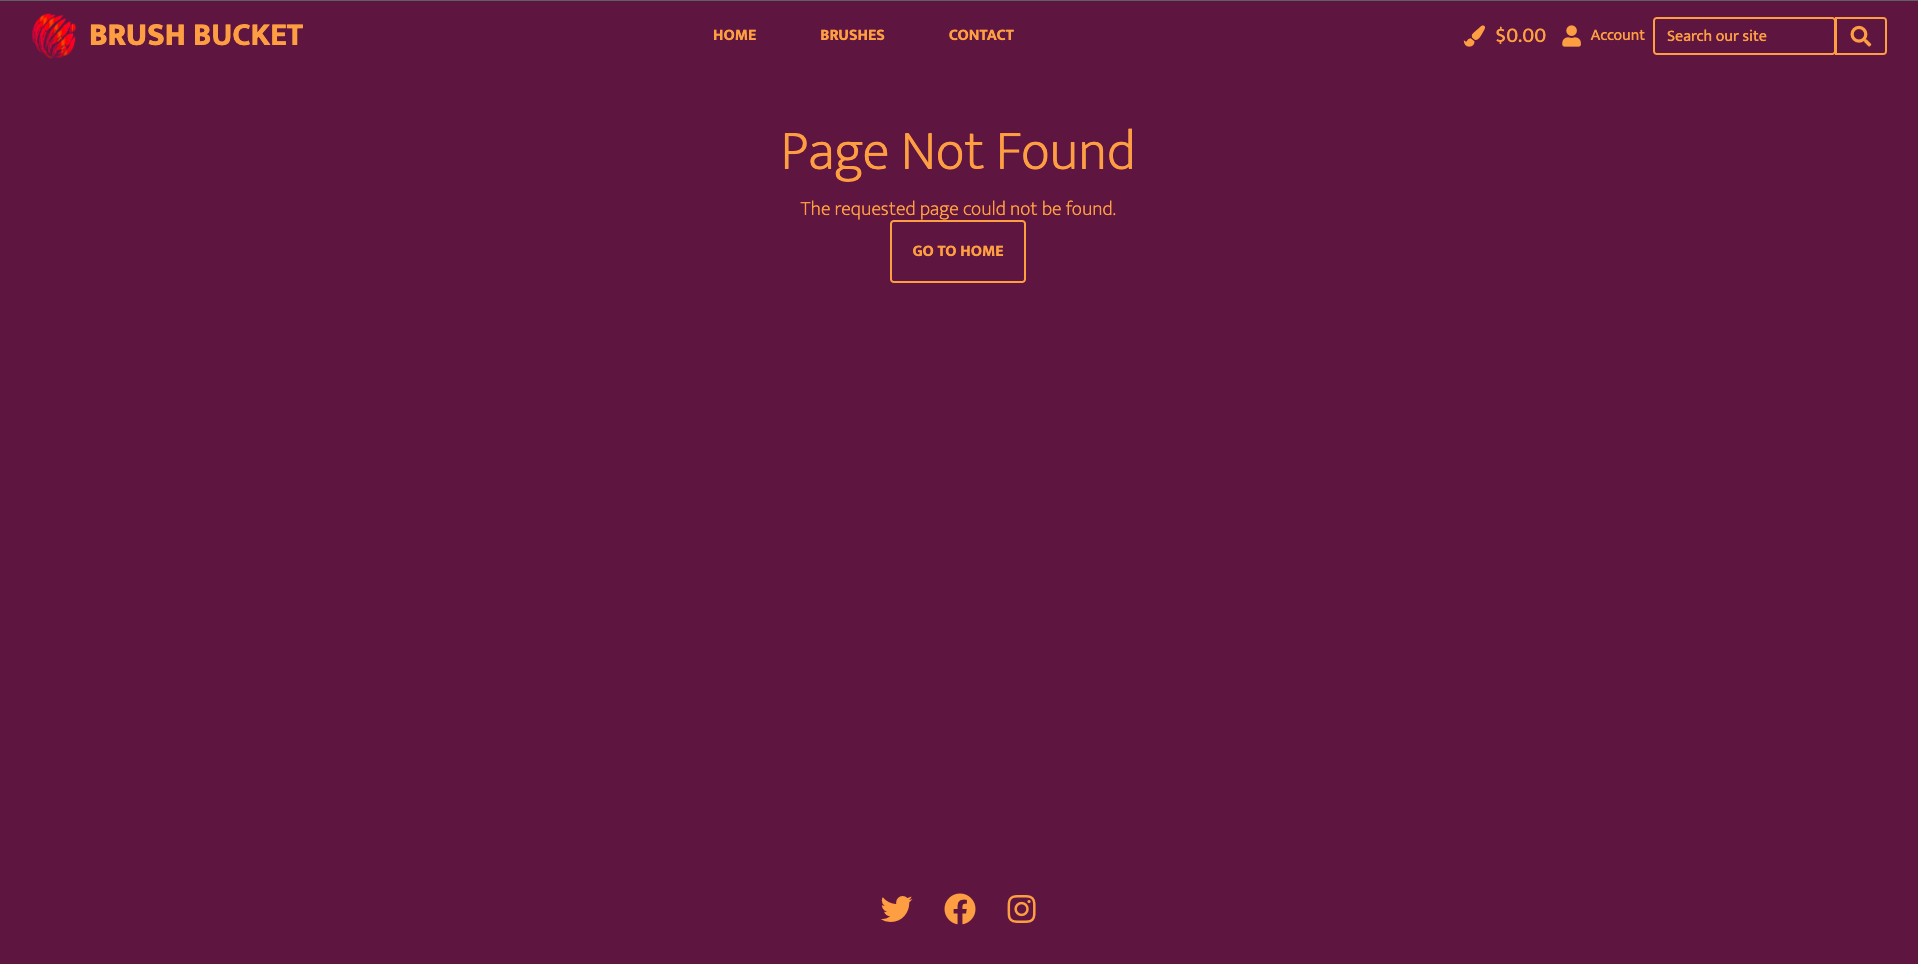 BRUSH BUCKET
HOME BRUSHES CONTACT
$0.00 Account Search our site
Page Not Found
The requested page could not be found.
GO TO HOME